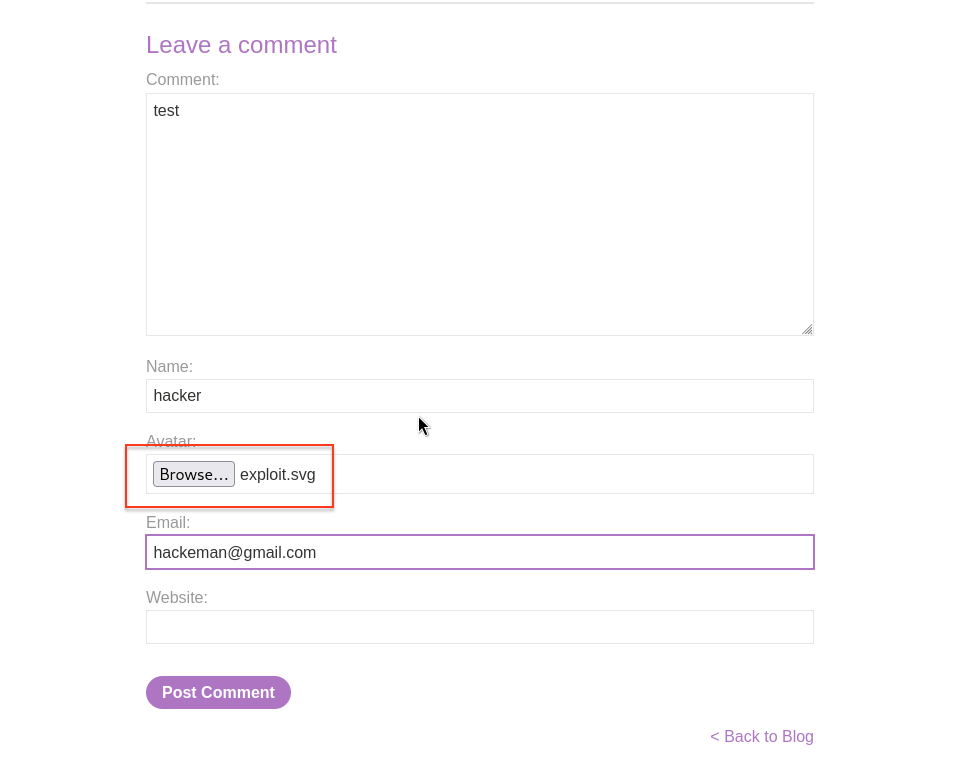 Leave a comment
Comment:
test
Name:
hacker
Avatar:
Browse... exploit.svg
Email:
hackeman@gmail.com
Website:
Post Comment
< Back to Blog